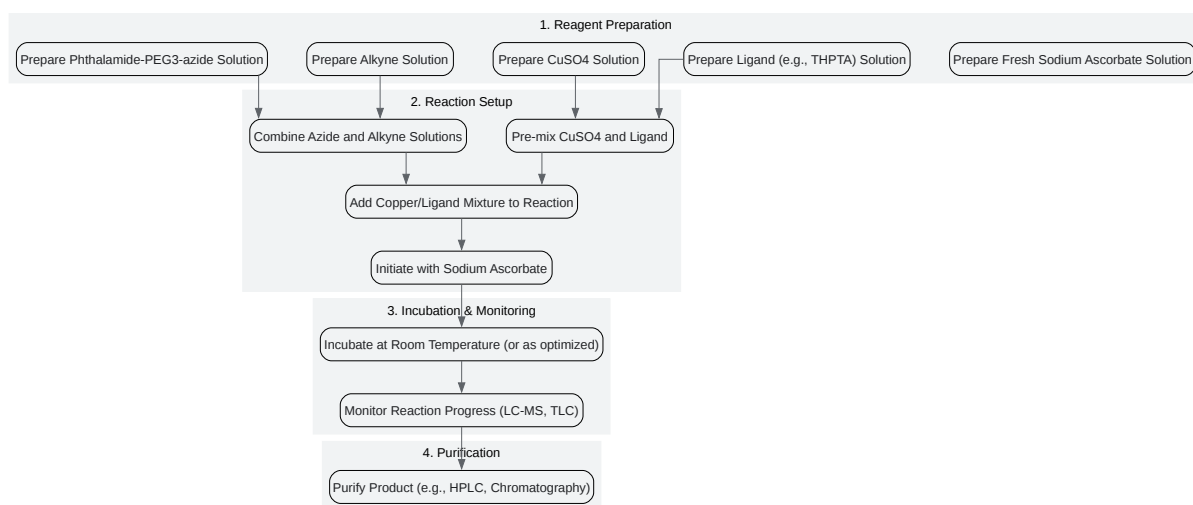 1. Reagent Preparation
Prepare Phthalamide-PEG3-azide Solution
Prepare Alkyne Solution
Prepare CuSO4 Solution
Prepare Ligand (e.g., THPTA) Solution
Prepare Fresh Sodium Ascorbate Solution
2. Reaction Setup
Combine Azide and Alkyne Solutions
Pre-mix CuSO4 and Ligand
Add Copper/Ligand Mixture to Reaction
Initiate with Sodium Ascorbate
3. Incubation & Monitoring
Incubate at Room Temperature (or as optimized)
Monitor Reaction Progress (LC-MS, TLC)
4. Purification
Purify Product (e.g., HPLC, Chromatography)